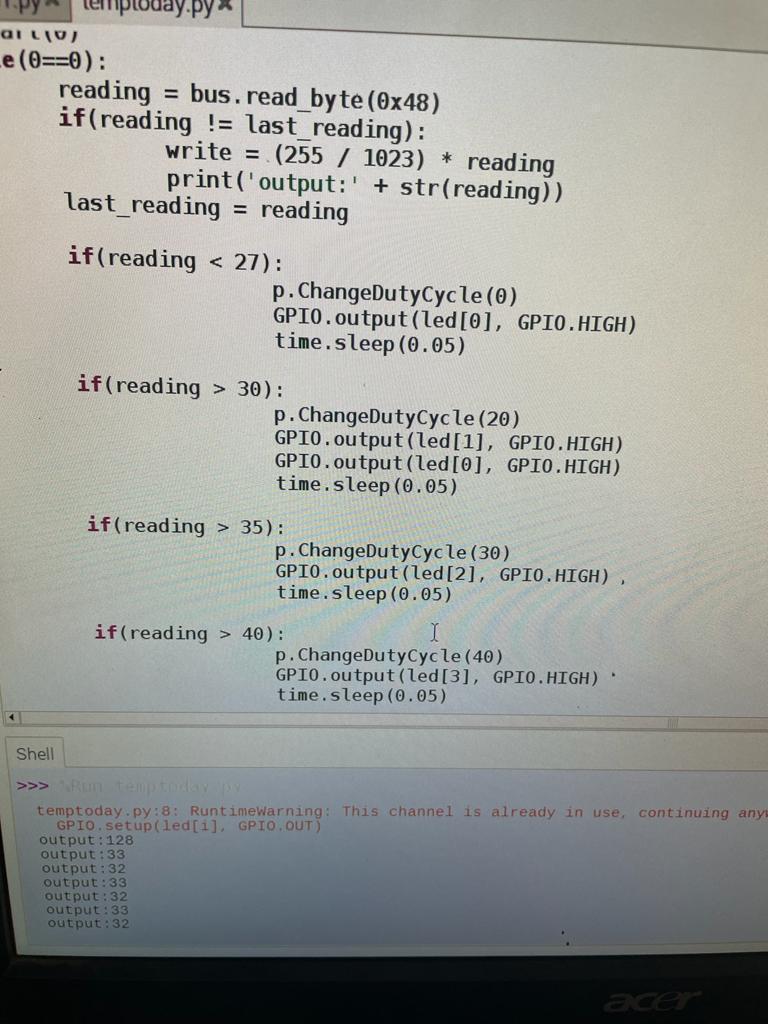 .py ✖ temptoday.py ✖
e(0==0):
reading = bus.read_byte(0x48)
if(reading != last_reading):
write = (255 / 1023) * reading
print('output:' + str(reading))
last_reading = reading
if(reading < 27):
p.ChangeDutyCycle(0)
GPIO.output(led[0], GPIO.HIGH)
time.sleep(0.05)
if(reading > 30):
p.ChangeDutyCycle(20)
GPIO.output(led[1], GPIO.HIGH)
GPIO.output(led[0], GPIO.HIGH)
time.sleep(0.05)
if(reading > 35):
p.ChangeDutyCycle(30)
GPIO.output(led[2], GPIO.HIGH)
time.sleep(0.05)
if(reading > 40):
p.ChangeDutyCycle(40)
GPIO.output(led[3], GPIO.HIGH)
time.sleep(0.05)
Shell
>>> %Run temptoday.py
temptoday.py:8: RuntimeWarning: This channel is already in use, continuing any
GPIO.setup(led[i], GPIO.OUT)
output:128
output:33
output:32
output:33
output:32
output:33
output:32
acer